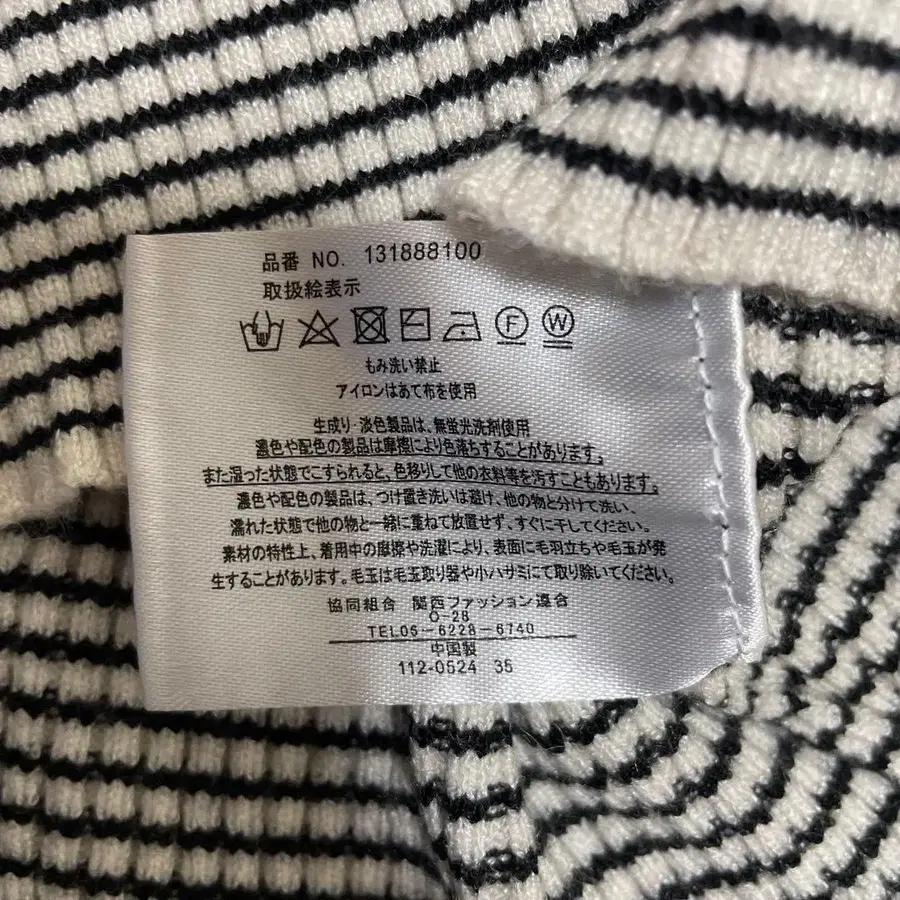 品番 NO. 131888100
取扱絵表示
F W
もみ洗い禁止
アイロンはあて布を使用
生成り・淡色製品は、無蛍光洗剤使用
濃色や配色の製品は摩擦により色落ちすることがあります。
また湿った状態でこすられると、色移りして他の衣料等を汚すこともあります。
濃色や配色の製品は、つけ置き洗いは避け、他の物と分けて洗い、
濡れた状態で他の物と一緒に重ねて放置せず、すぐに干してください。
素材の特性上、着用中の摩擦や洗濯により、表面に毛羽立ちや毛玉が発
生することがあります。毛玉は毛玉取り器や小ハサミにて取り除いてください。
協同組合 関西ファッション連合
O-28
TEL06-6228-6740
中国製
112-0524 35